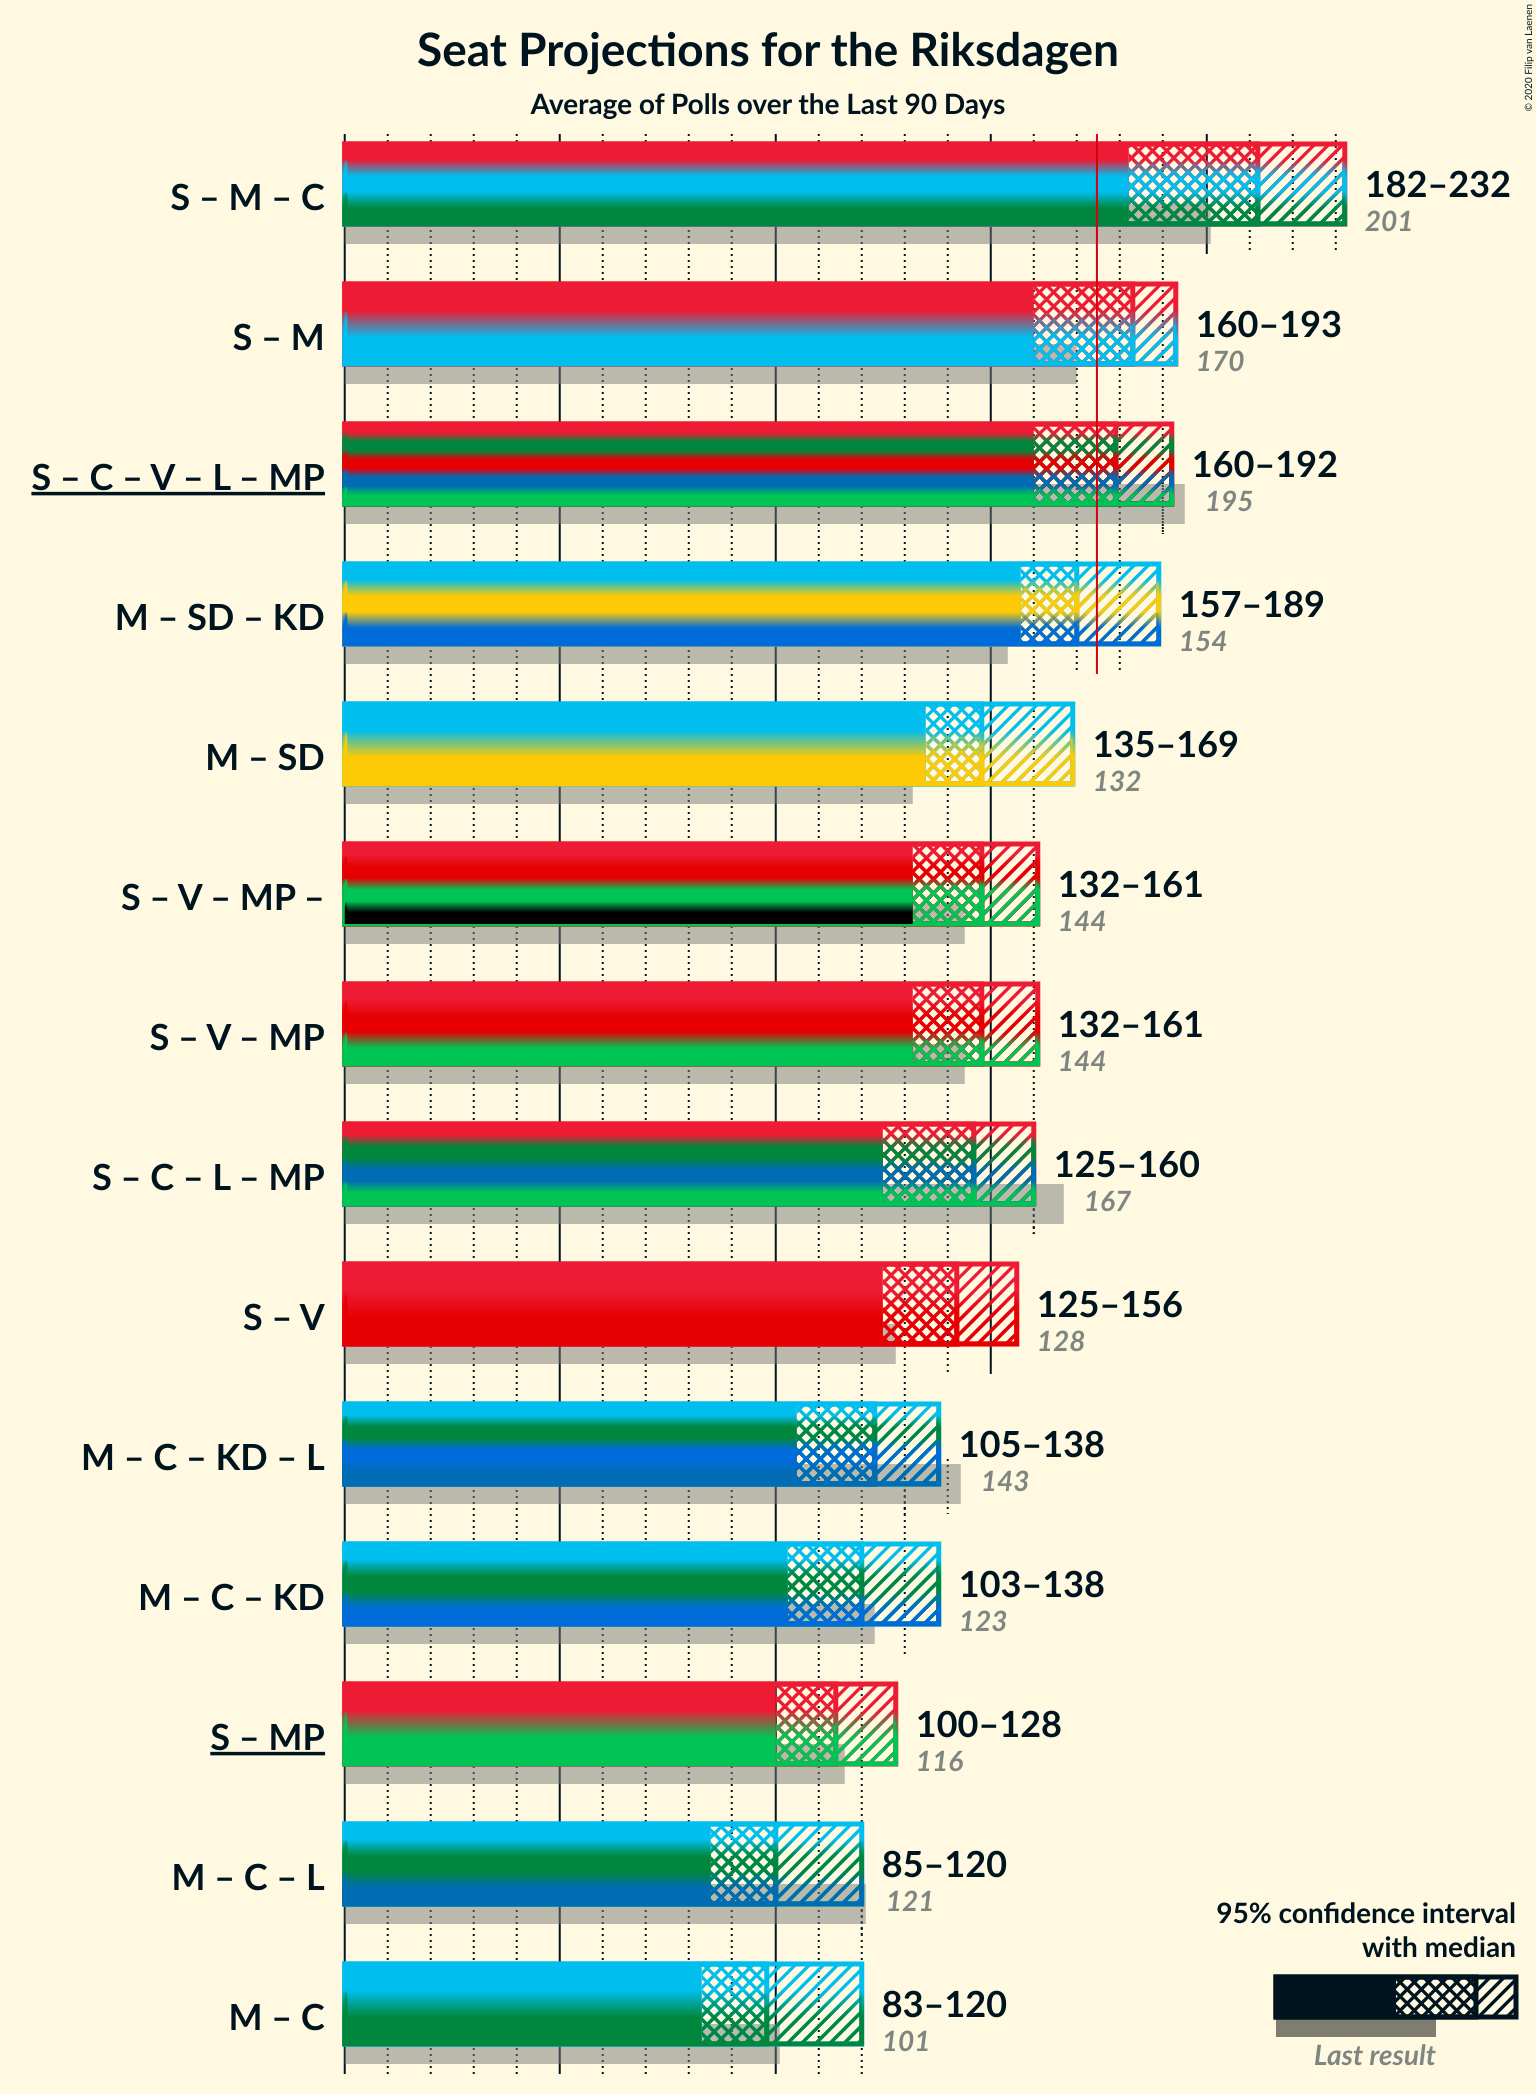 Seat Projections for the Riksdagen
Average of Polls over the Last 90 Days
© 2020 Filip van Laenen
S – M – C
182–232
201
S – M
160–193
170
S – C – V – L – MP
160–192
195
M – SD – KD
157–189
154
M – SD
135–169
132
S – V – MP –
132–161
144
S – V – MP
132–161
144
S – C – L – MP
125–160
167
S – V
125–156
128
M – C – KD – L
105–138
143
M – C – KD
103–138
123
S – MP
100–128
116
M – C – L
85–120
121
M – C
83–120
101
95% confidence interval
with median
Last result